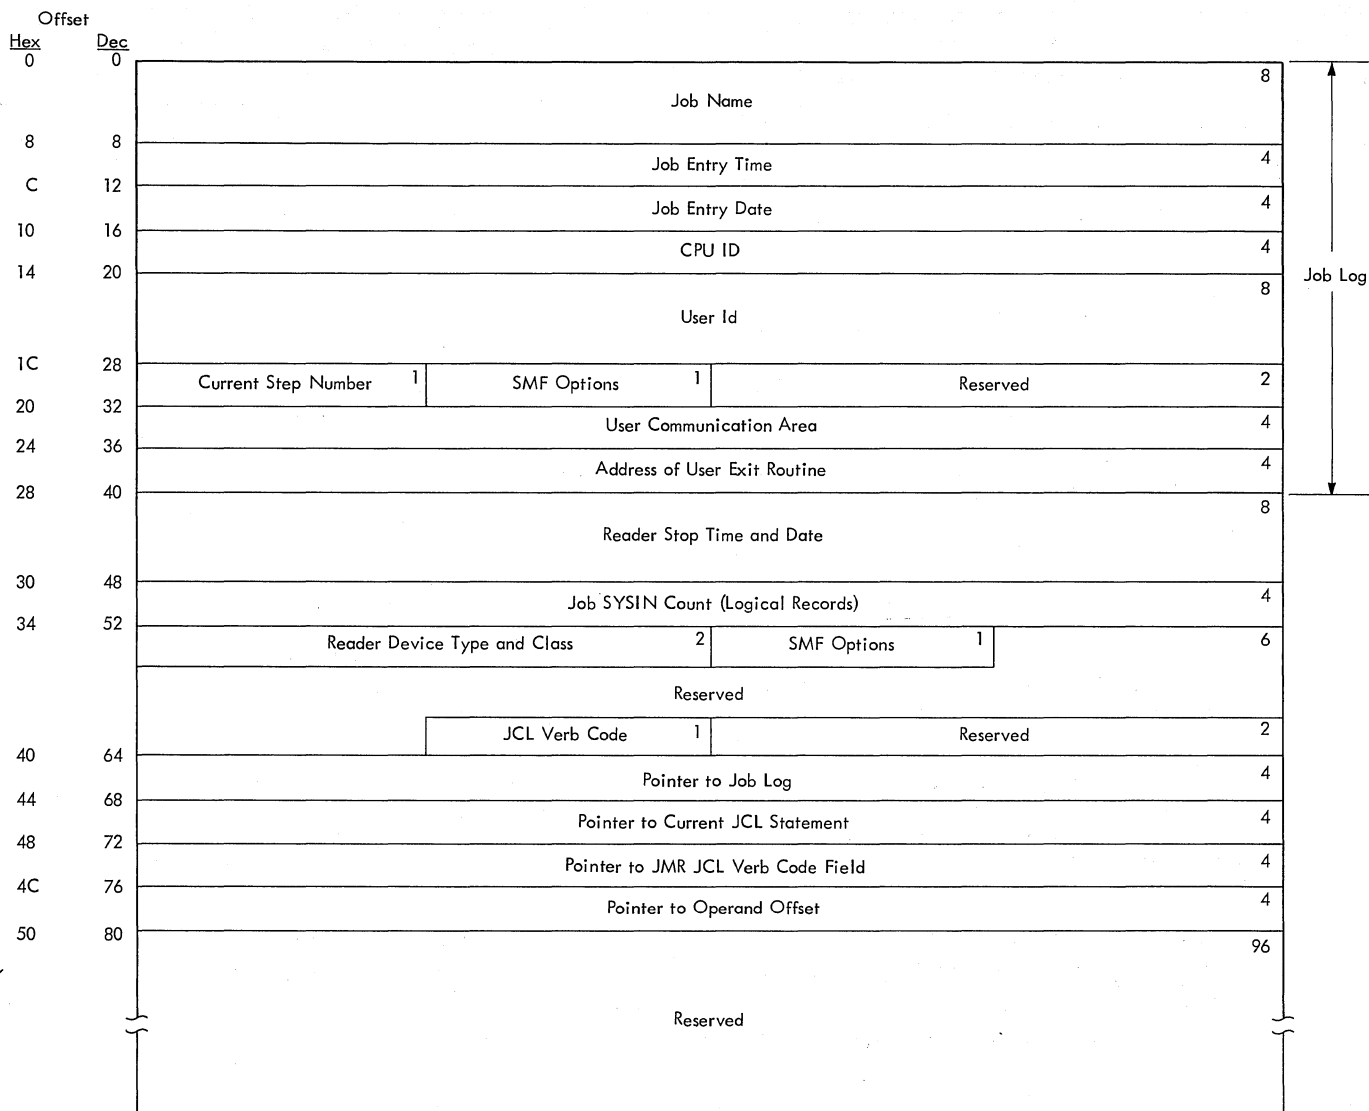 Offset
Hex Dec
0 0 8
Job Name
8 8
Job Entry Time 4
C 12
Job Entry Date 4
10 16
CPU ID 4
14 20
8
Job Log
User Id
1C 28
Current Step Number 1 SMF Options 1 Reserved 2
20 32
User Communication Area 4
24 36
Address of User Exit Routine 4
28 40
8
Reader Stop Time and Date
30 48
Job SYSIN Count (Logical Records) 4
34 52
Reader Device Type and Class 2 SMF Options 1 6
Reserved
JCL Verb Code 1 Reserved 2
40 64
Pointer to Job Log 4
44 68
Pointer to Current JCL Statement 4
48 72
Pointer to JMR JCL Verb Code Field 4
4C 76
Pointer to Operand Offset 4
50 80
96
Reserved